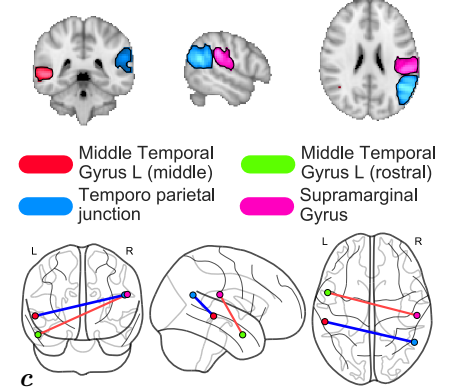 Middle Temporal
Gyrus L (middle)
Middle Temporal
Gyrus L (rostral)
Temporo parietal
junction
Supramarginal
Gyrus
L R
L
R
c